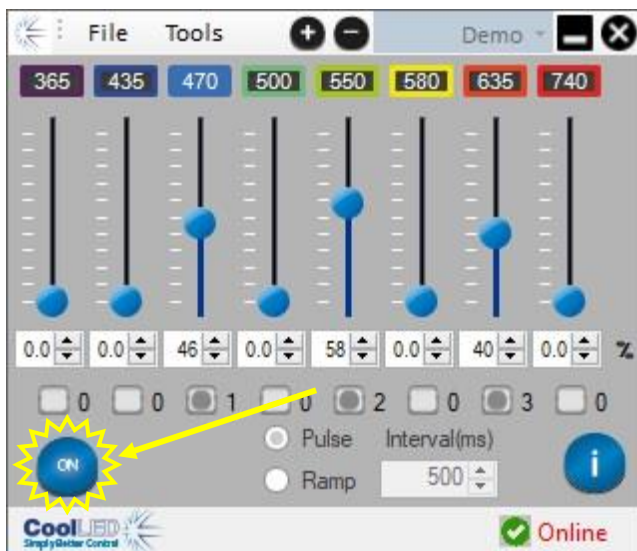 File Tools Demo
365 435 470 500 550 580 635 740
0.0 0.0 46 0.0 58 0.0 40 0.0 %
0 0 1 0 2 0 3 0
Pulse Interval(ms)
ON
Ramp 500
i
CoolLED
Simply Better Control
Online